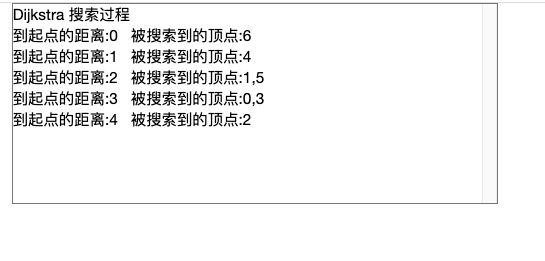 Dijkstra 搜索过程
到起点的距离:0   被搜索到的顶点:6
到起点的距离:1   被搜索到的顶点:4
到起点的距离:2   被搜索到的顶点:1,5
到起点的距离:3   被搜索到的顶点:0,3
到起点的距离:4   被搜索到的顶点:2